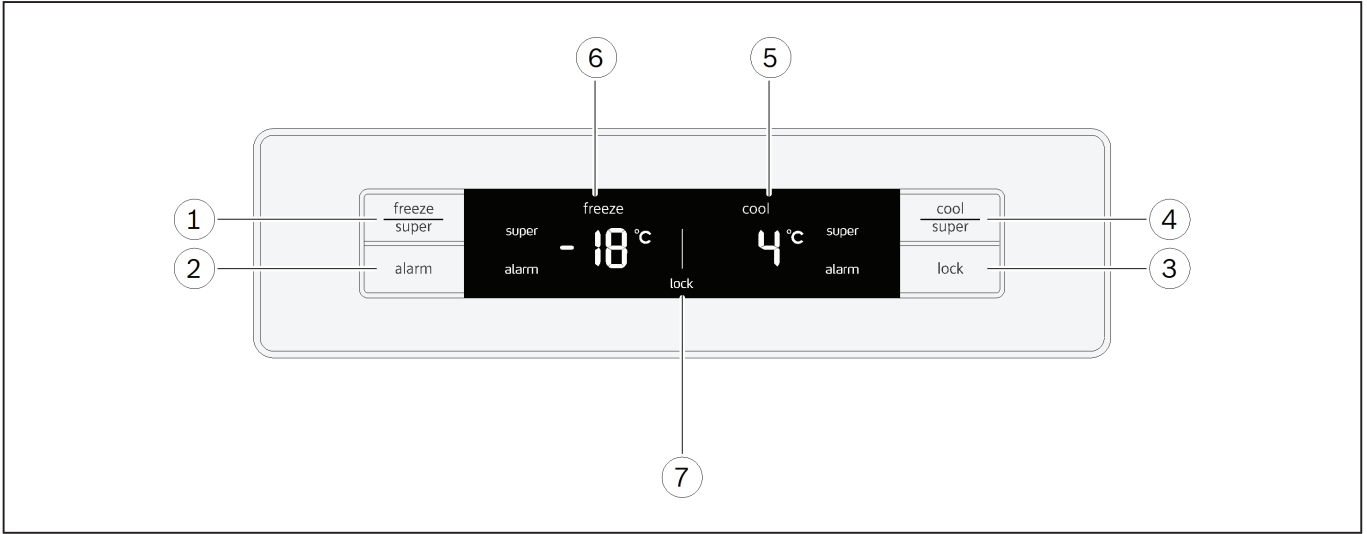 6 5
freeze cool
super -18 °C 4 °C super
alarm alarm
lock
1 freeze
super
2 alarm
cool 4
super
lock 3
7